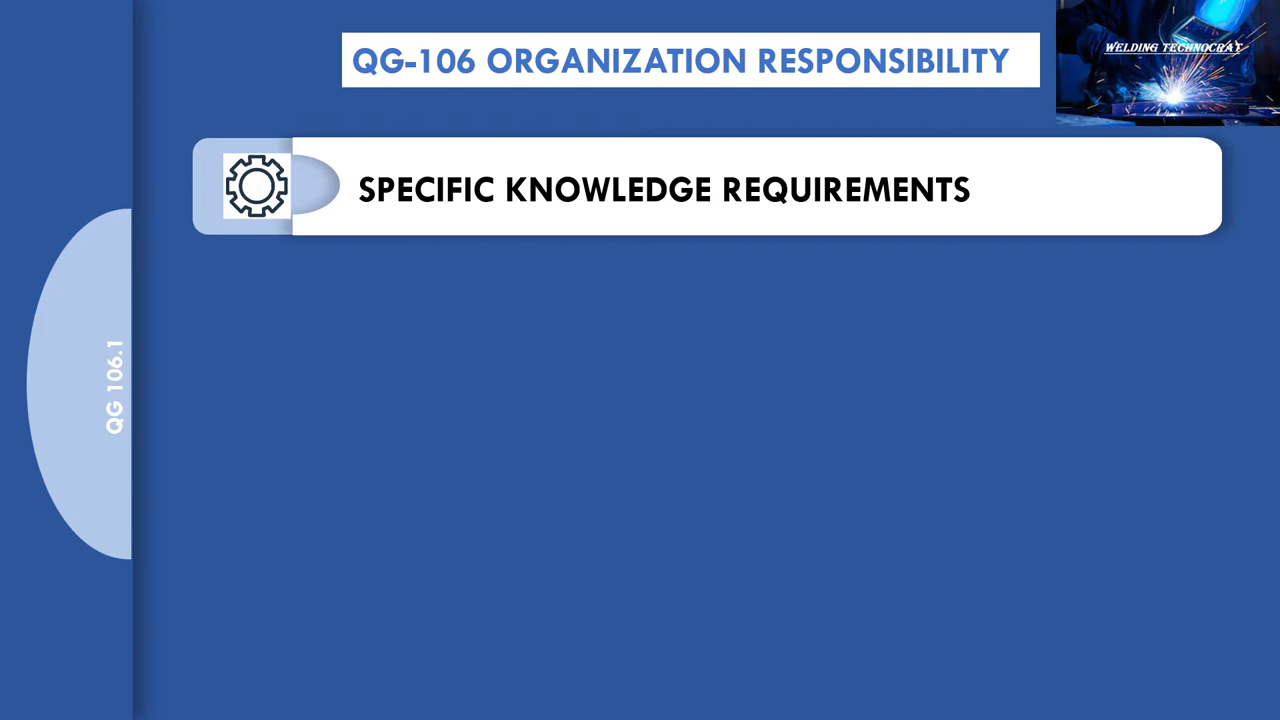 QG-106 ORGANIZATION RESPONSIBILITY
WELDING TECHNOCRAT
SPECIFIC KNOWLEDGE REQUIREMENTS
QG 106.1